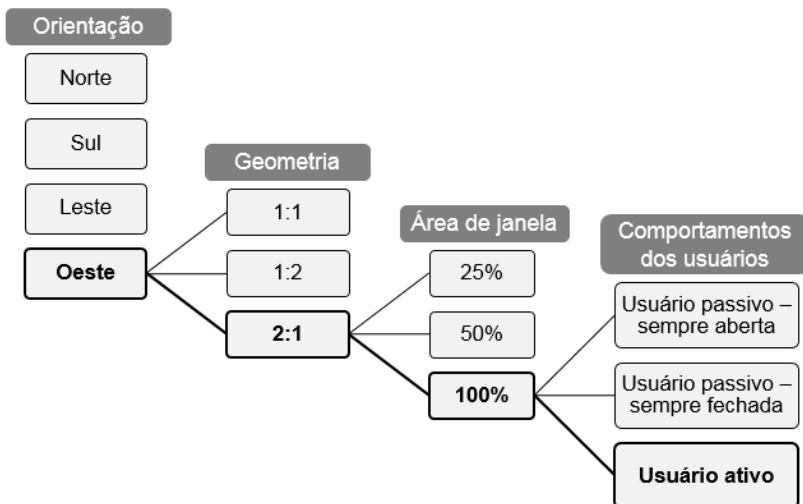 Orientação
Norte
Sul
Leste
Oeste
Geometria
1:1
1:2
2:1
Área de janela
25%
50%
100%
Comportamentos
dos usuários
Usuário passivo –
sempre aberta
Usuário passivo –
sempre fechada
Usuário ativo